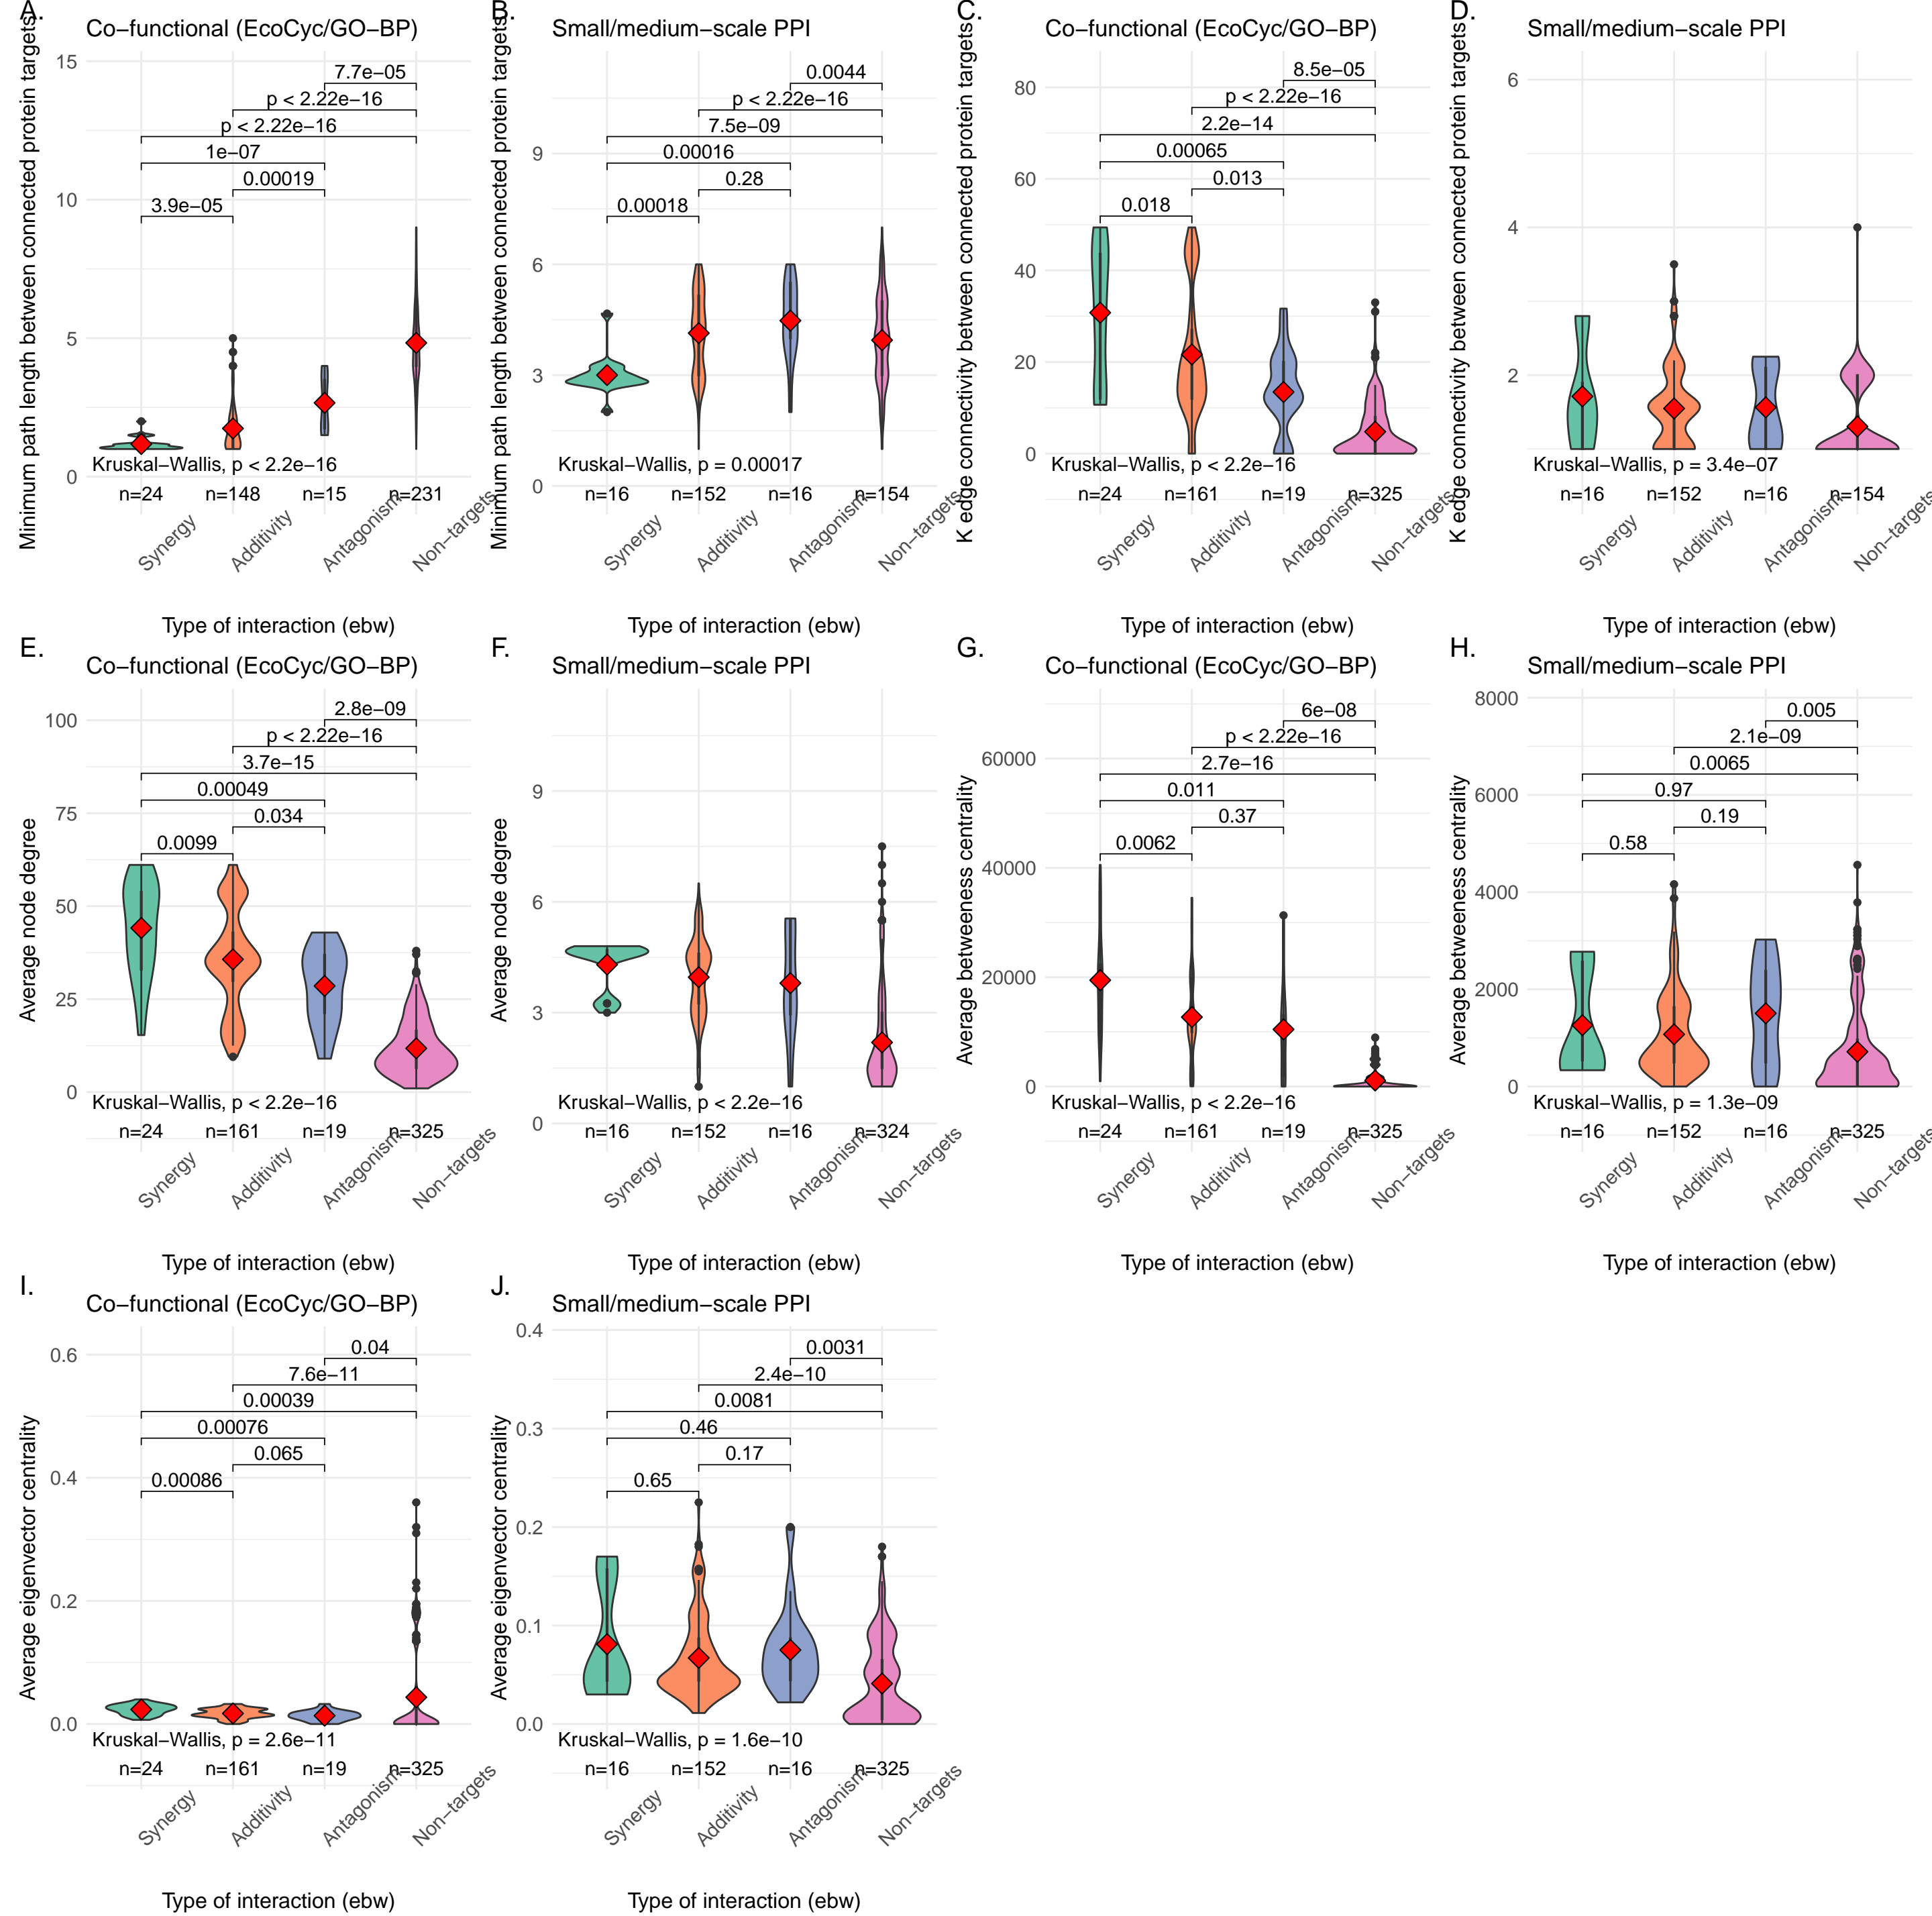 A.
Co−functional (EcoCyc/GO−BP)
Minimum path length between connected protein targets
15
10
5
0
7.7e−05
p < 2.22e−16
p < 2.22e−16
1e−07
0.00019
3.9e−05
Kruskal−Wallis, p < 2.2e−16
n=24 n=148 n=15 n=231
Synergy Additivity Antagonism Non−targets
Type of interaction (ebw)
B.
Small/medium−scale PPI
Minimum path length between connected protein targets
9
6
3
0
0.0044
p < 2.22e−16
7.5e−09
0.00016
0.28
0.00018
Kruskal−Wallis, p = 0.00017
n=16 n=152 n=16 n=154
Synergy Additivity Antagonism Non−targets
Type of interaction (ebw)
C.
Co−functional (EcoCyc/GO−BP)
K edge connectivity between connected protein targets
80
60
40
20
0
8.5e−05
p < 2.22e−16
2.2e−14
0.00065
0.013
0.018
Kruskal−Wallis, p < 2.2e−16
n=24 n=161 n=19 n=325
Synergy Additivity Antagonism Non−targets
Type of interaction (ebw)
D.
Small/medium−scale PPI
K edge connectivity between connected protein targets
6
4
2
Kruskal−Wallis, p = 3.4e−07
n=16 n=152 n=16 n=154
Synergy Additivity Antagonism Non−targets
Type of interaction (ebw)
E.
Co−functional (EcoCyc/GO−BP)
Average node degree
100
75
50
25
0
2.8e−09
p < 2.22e−16
3.7e−15
0.00049
0.034
0.0099
Kruskal−Wallis, p < 2.2e−16
n=24 n=161 n=19 n=325
Synergy Additivity Antagonism Non−targets
Type of interaction (ebw)
F.
Small/medium−scale PPI
Average node degree
9
6
3
0
Kruskal−Wallis, p < 2.2e−16
n=16 n=152 n=16 n=324
Synergy Additivity Antagonism Non−targets
Type of interaction (ebw)
G.
Co−functional (EcoCyc/GO−BP)
Average betweeness centrality
60000
40000
20000
0
6e−08
p < 2.22e−16
2.7e−16
0.011
0.37
0.0062
Kruskal−Wallis, p < 2.2e−16
n=24 n=161 n=19 n=325
Synergy Additivity Antagonism Non−targets
Type of interaction (ebw)
H.
Small/medium−scale PPI
Average betweeness centrality
8000
6000
4000
2000
0
0.005
2.1e−09
0.0065
0.97
0.19
0.58
Kruskal−Wallis, p = 1.3e−09
n=16 n=152 n=16 n=325
Synergy Additivity Antagonism Non−targets
Type of interaction (ebw)
I.
Co−functional (EcoCyc/GO−BP)
Average eigenvector centrality
0.6
0.4
0.2
0.0
0.04
7.6e−11
0.00039
0.00076
0.065
0.00086
Kruskal−Wallis, p = 2.6e−11
n=24 n=161 n=19 n=325
Synergy Additivity Antagonism Non−targets
Type of interaction (ebw)
J.
Small/medium−scale PPI
Average eigenvector centrality
0.4
0.3
0.2
0.1
0.0
0.0031
2.4e−10
0.0081
0.46
0.17
0.65
Kruskal−Wallis, p = 1.6e−10
n=16 n=152 n=16 n=325
Synergy Additivity Antagonism Non−targets
Type of interaction (ebw)